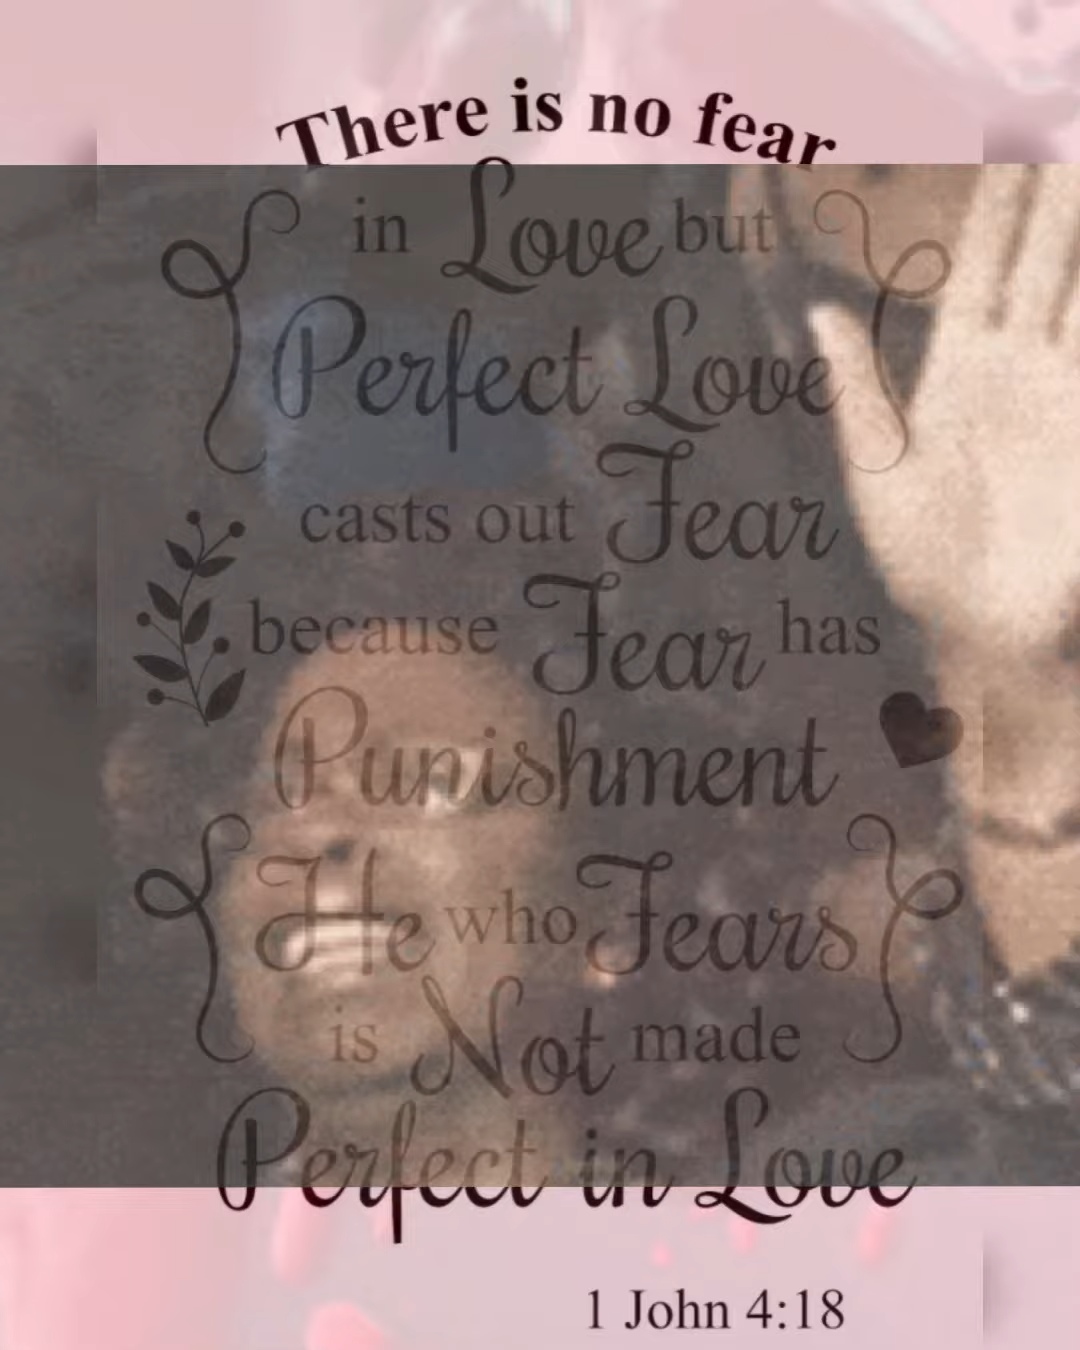 There is no fear
in Love but
Perfect Love
casts out Fear
because Fear has
Punishment
He who Fears
is Not made
Perfect in Love
1 John 4:18